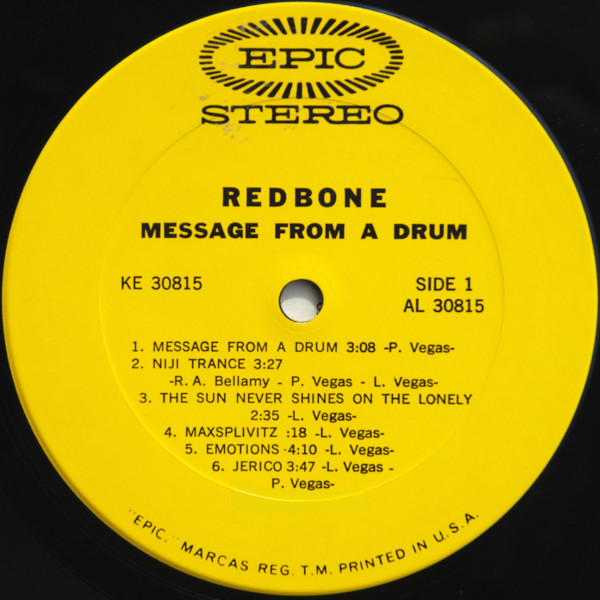 EPIC
STEREO
REDBONE
MESSAGE FROM A DRUM
KE 30815
SIDE 1
AL 30815
1. MESSAGE FROM A DRUM 3:08 -P. Vegas-
2. NIJI TRANCE 3:27
-R. A. Bellamy - P. Vegas - L. Vegas-
3. THE SUN NEVER SHINES ON THE LONELY
2:35 -L. Vegas-
4. MAXSPLIVITZ :18 -L. Vegas-
5. EMOTIONS -4:10 -L. Vegas-
6. JERICO 3:47 -L. Vegas -
P. Vegas-
"EPIC," MARCAS REG. T.M. PRINTED IN U.S.A.